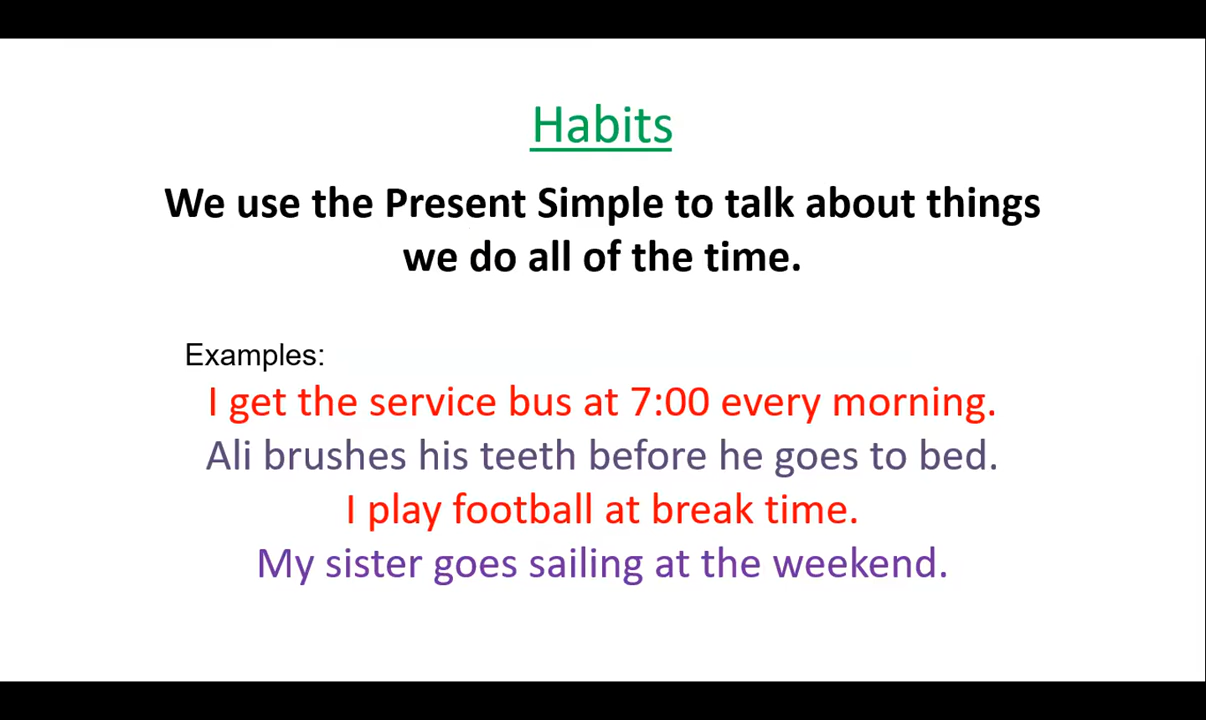 Habits
We use the Present Simple to talk about things
we do all of the time.
Examples:
I get the service bus at 7:00 every morning.
Ali brushes his teeth before he goes to bed.
I play football at break time.
My sister goes sailing at the weekend.